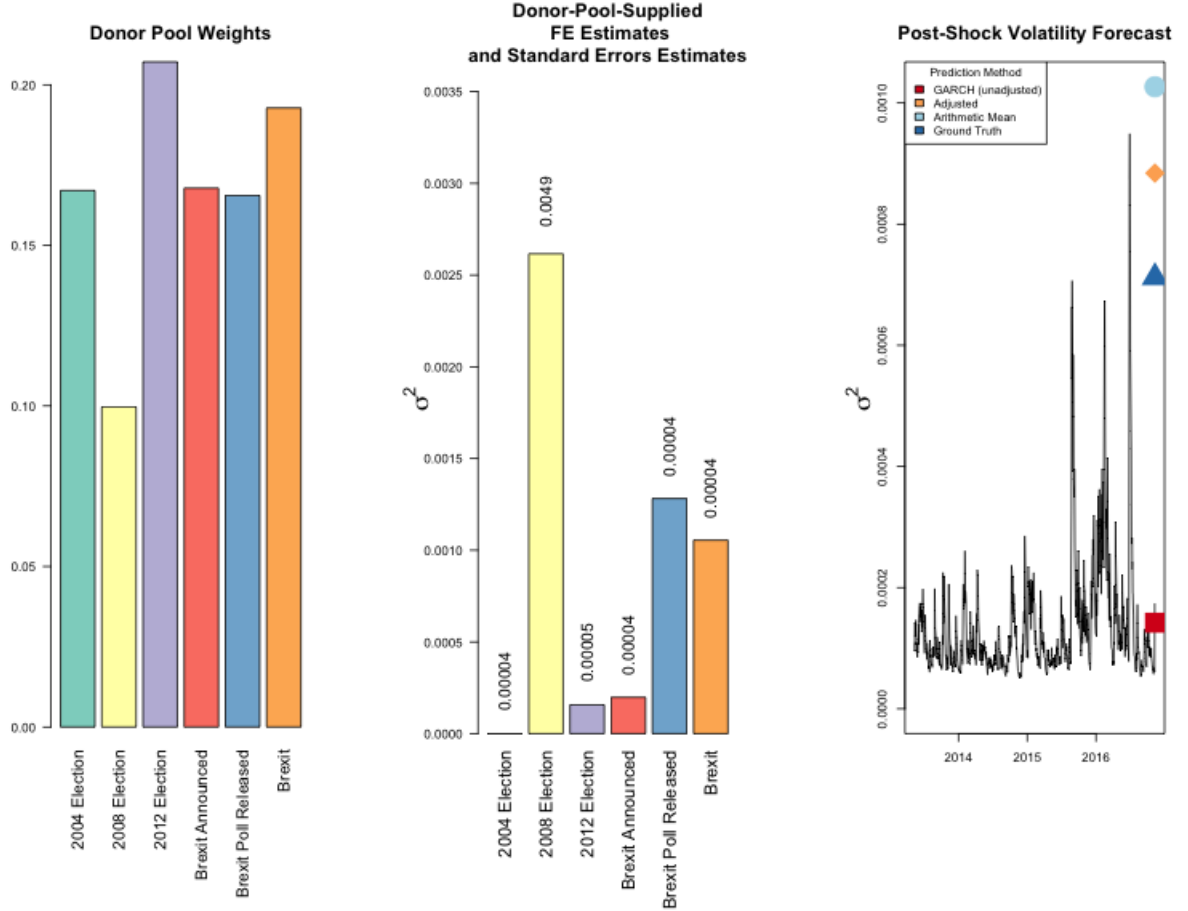 Donor Pool Weights
0.20
0.15
0.10
0.05
0.00
2004 Election
2008 Election
2012 Election
Brexit Announced
Brexit Poll Released
Brexit
Donor-Pool-Supplied
FE Estimates
and Standard Errors Estimates
σ²
0.0035
0.0030
0.0025
0.0020
0.0015
0.0010
0.0005
0.0000
0.00004
0.0049
0.00005
0.00004
0.00004
0.00004
2004 Election
2008 Election
2012 Election
Brexit Announced
Brexit Poll Released
Brexit
Post-Shock Volatility Forecast
Prediction Method
GARCH (unadjusted)
Adjusted
Arithmetic Mean
Ground Truth
σ²
0.0010
0.0008
0.0006
0.0004
0.0002
0.0000
2014
2015
2016